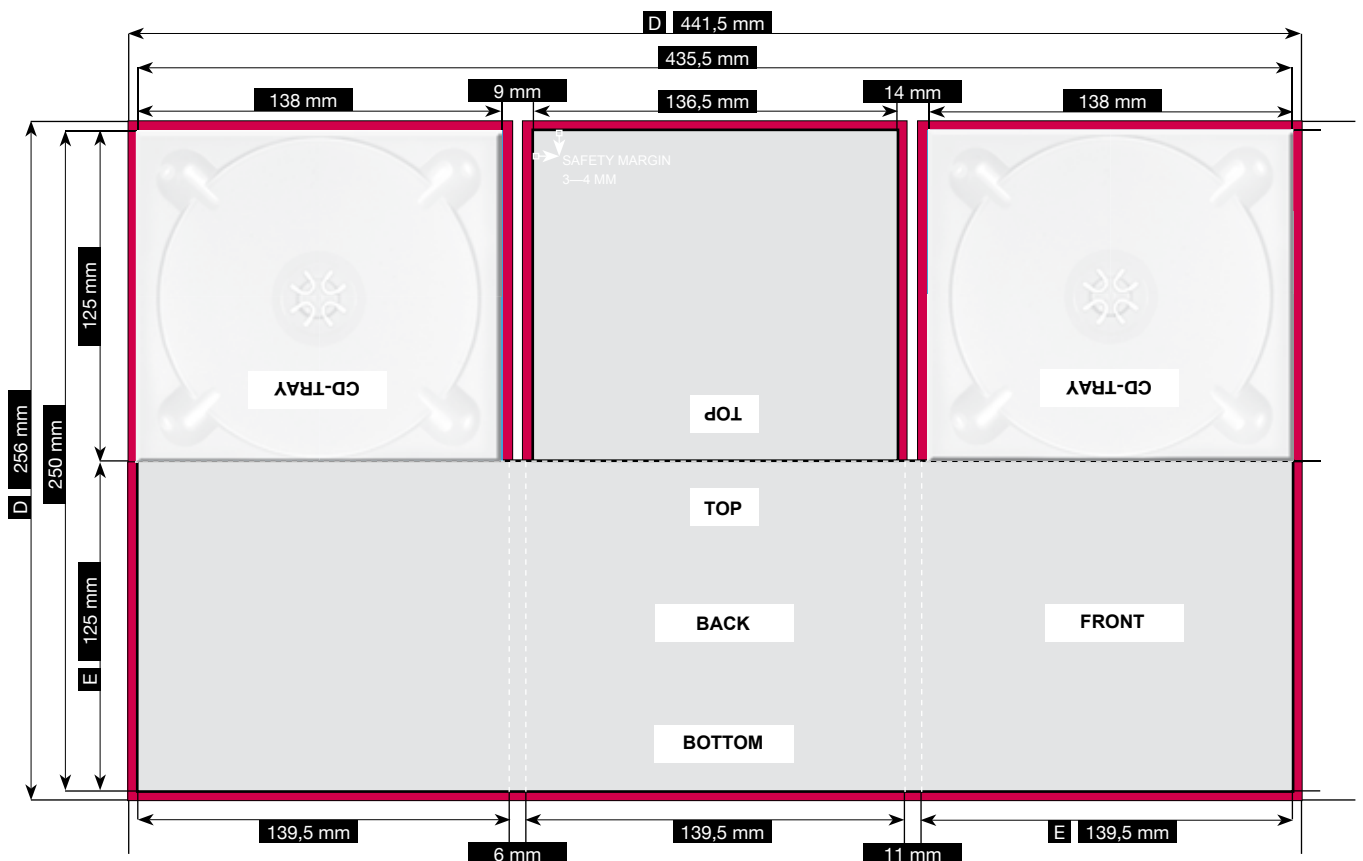 D 441,5 mm
435,5 mm
138 mm
9 mm
136,5 mm
14 mm
138 mm
SAFETY MARGIN
3—4 MM
125 mm
CD-TRAY
CD-TRAY
TOP
D 256 mm
250 mm
TOP
E 125 mm
BACK
FRONT
BOTTOM
139,5 mm
6 mm
139,5 mm
11 mm
E 139,5 mm